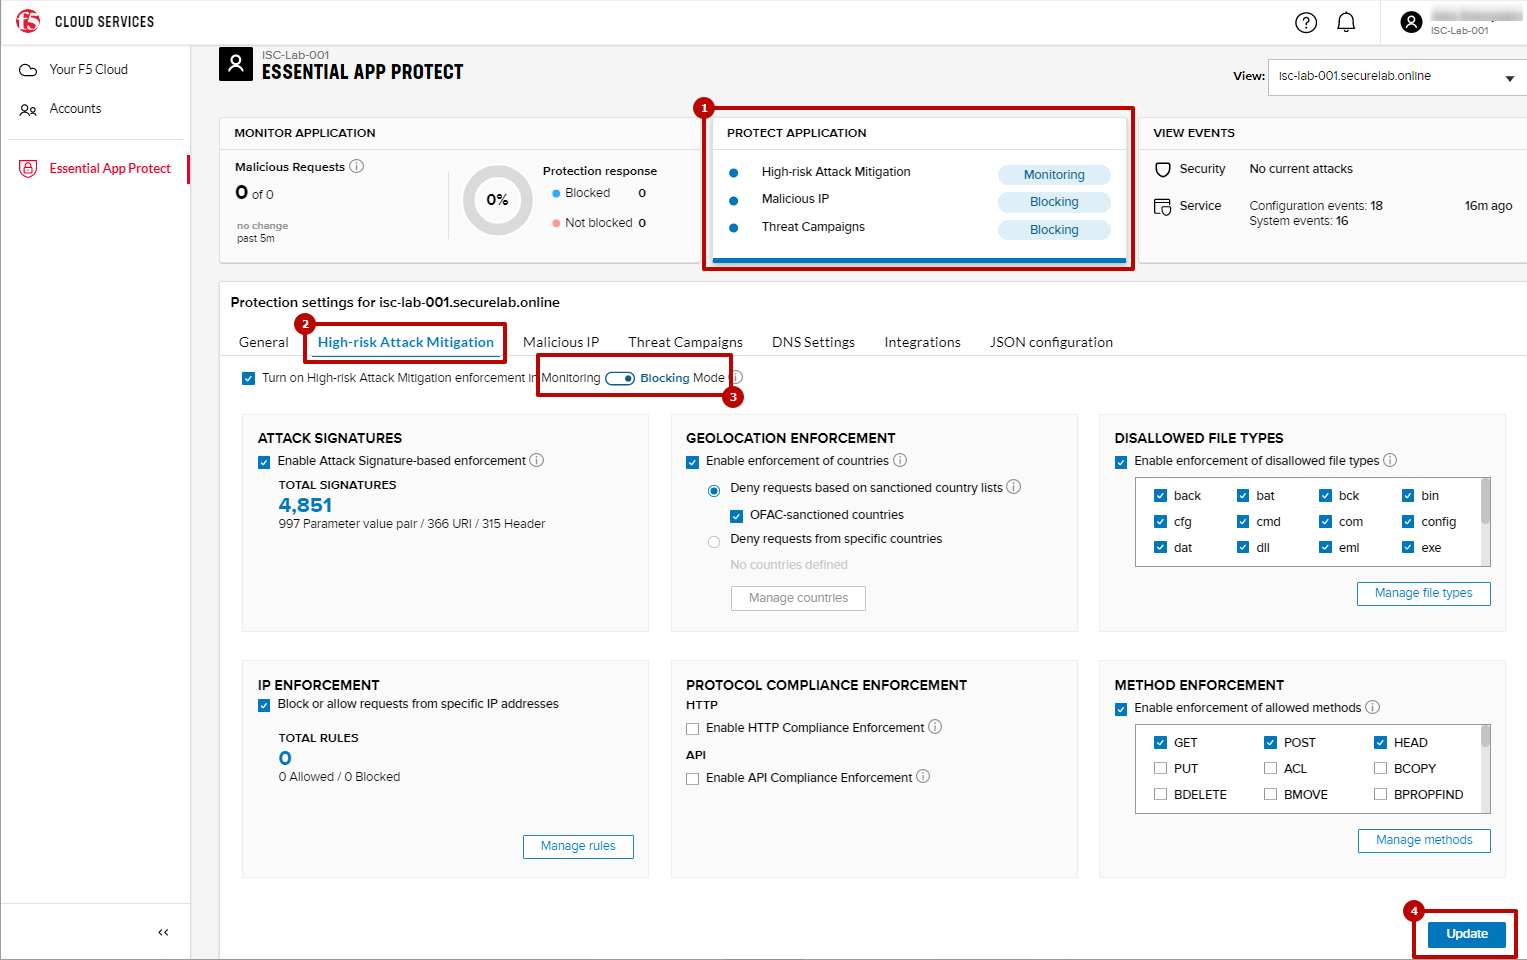 f5 CLOUD SERVICES
ISC-Lab-001
Your F5 Cloud
Accounts
Essential App Protect
ISC-Lab-001
ESSENTIAL APP PROTECT
View: isc-lab-001.securelab.online
1
MONITOR APPLICATION
Malicious Requests
0 of 0
no change
past 5m
0%
Protection response
Blocked 0
Not blocked 0
PROTECT APPLICATION
High-risk Attack Mitigation Monitoring
Malicious IP Blocking
Threat Campaigns Blocking
VIEW EVENTS
Security No current attacks
Service Configuration events: 18 16m ago
System events: 16
Protection settings for isc-lab-001.securelab.online
2
General High-risk Attack Mitigation Malicious IP Threat Campaigns DNS Settings Integrations JSON configuration
Turn on High-risk Attack Mitigation enforcement in Monitoring Blocking Mode
3
ATTACK SIGNATURES
Enable Attack Signature-based enforcement
TOTAL SIGNATURES
4,851
997 Parameter value pair / 366 URI / 315 Header
GEOLOCATION ENFORCEMENT
Enable enforcement of countries
Deny requests based on sanctioned country lists
OFAC-sanctioned countries
Deny requests from specific countries
No countries defined
Manage countries
DISALLOWED FILE TYPES
Enable enforcement of disallowed file types
back bat bck bin
cfg cmd com config
dat dll eml exe
Manage file types
IP ENFORCEMENT
Block or allow requests from specific IP addresses
TOTAL RULES
0
0 Allowed / 0 Blocked
Manage rules
PROTOCOL COMPLIANCE ENFORCEMENT
HTTP
Enable HTTP Compliance Enforcement
API
Enable API Compliance Enforcement
METHOD ENFORCEMENT
Enable enforcement of allowed methods
GET POST HEAD
PUT ACL BCOPY
BDELETE BMOVE BPROPFIND
Manage methods
4
Update